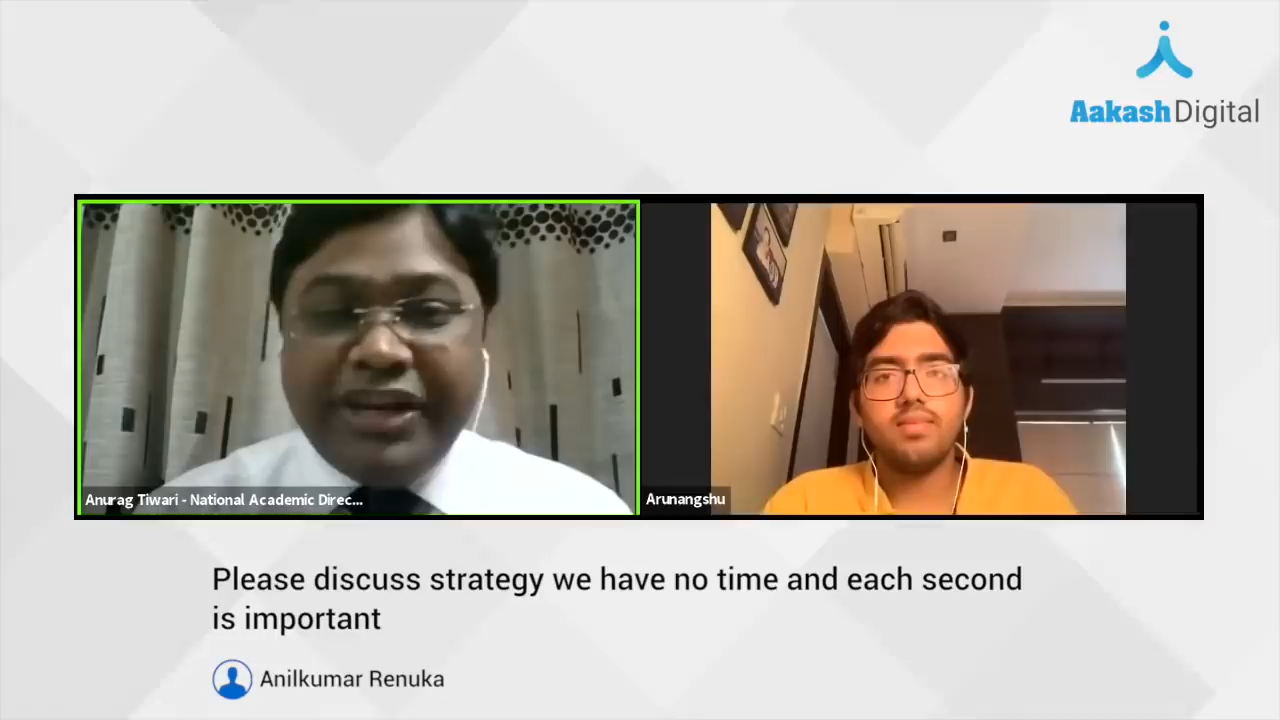 Aakash Digital
Anurag Tiwari - National Academic Direc...
Arunangshu
Please discuss strategy we have no time and each second
is important
Anilkumar Renuka